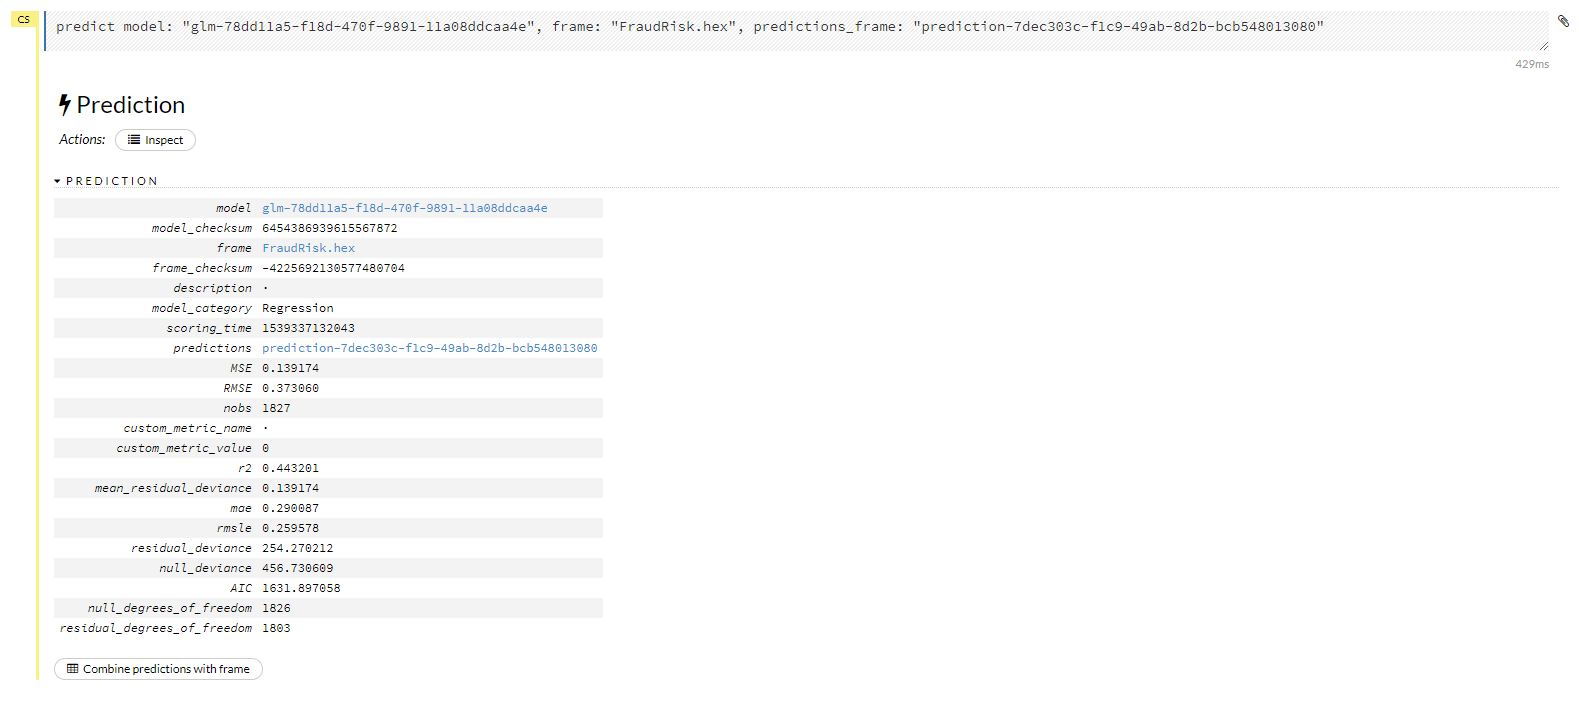 CS
predict model: "glm-78dd11a5-f18d-470f-9891-11a08ddcaa4e", frame: "FraudRisk.hex", predictions_frame: "prediction-7dec303c-f1c9-49ab-8d2b-bcb548013080"
429ms
Prediction
Actions: Inspect
PREDICTION
model glm-78dd11a5-f18d-470f-9891-11a08ddcaa4e
model_checksum 6454386939615567872
frame FraudRisk.hex
frame_checksum -4225692130577480704
description ·
model_category Regression
scoring_time 1539337132043
predictions prediction-7dec303c-f1c9-49ab-8d2b-bcb548013080
MSE 0.139174
RMSE 0.373060
nobs 1827
custom_metric_name ·
custom_metric_value 0
r2 0.443201
mean_residual_deviance 0.139174
mae 0.290087
rmsle 0.259578
residual_deviance 254.270212
null_deviance 456.730609
AIC 1631.897058
null_degrees_of_freedom 1826
residual_degrees_of_freedom 1803
Combine predictions with frame